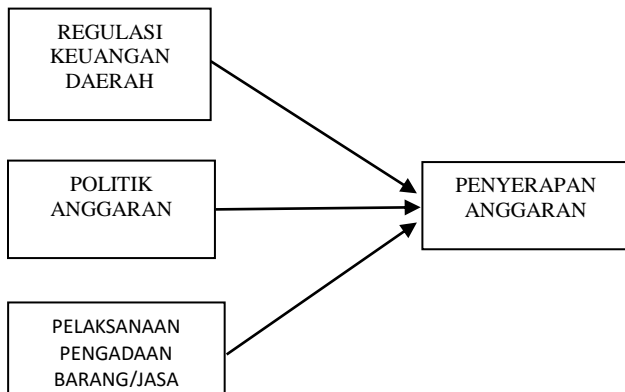 REGULASI
KEUANGAN
DAERAH
POLITIK
ANGGARAN
PENYERAPAN
ANGGARAN
PELAKSANAAN
PENGADAAN
BARANG/JASA